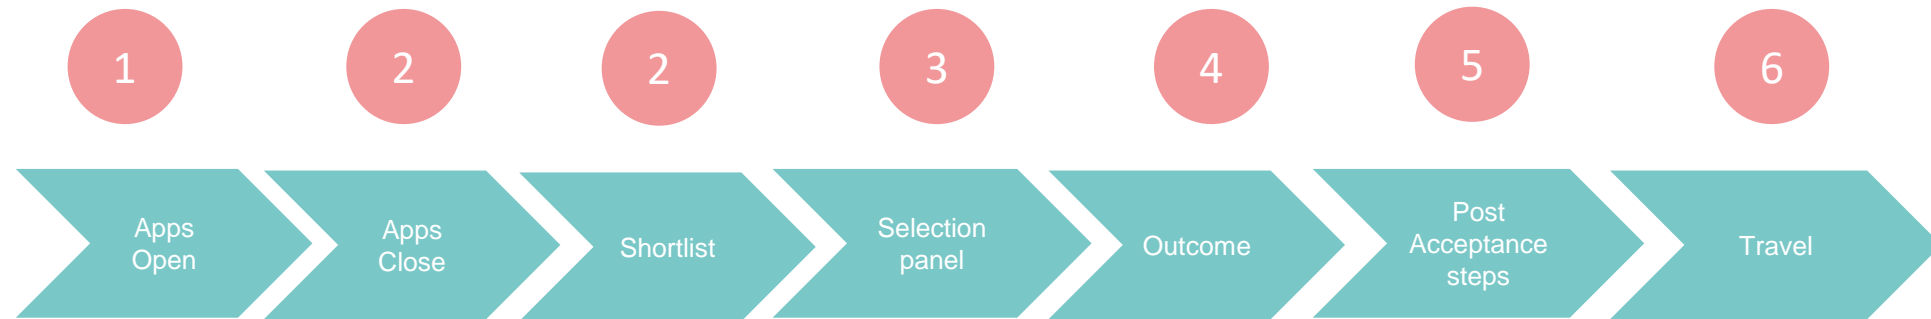 1
2
2
3
4
5
6
Apps
Open
Apps
Close
Shortlist
Selection
panel
Outcome
Post
Acceptance
steps
Travel